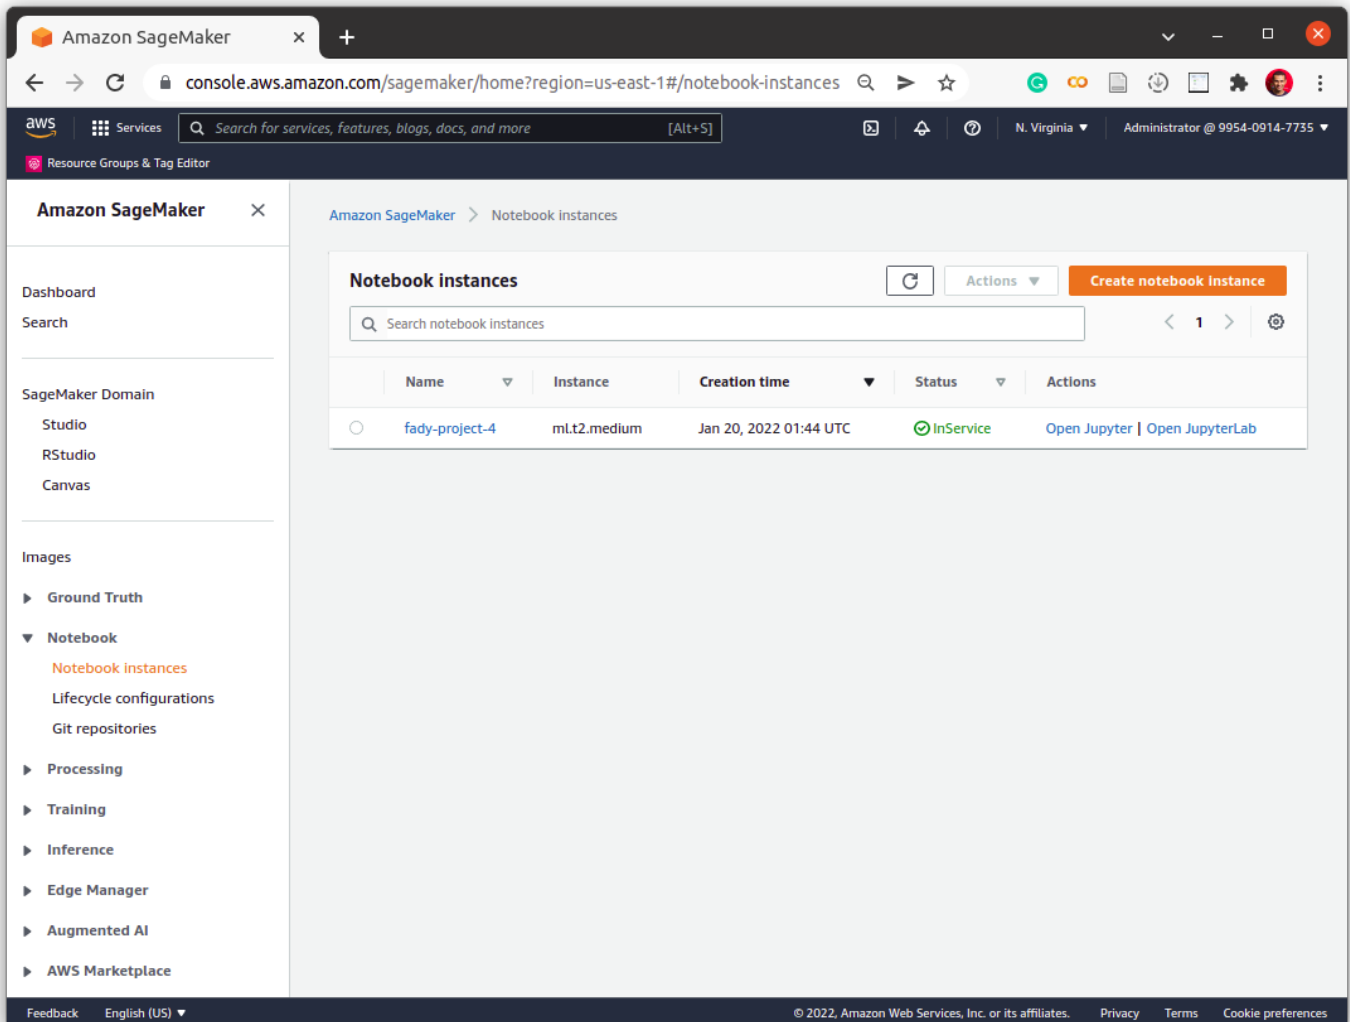 Amazon SageMaker
console.aws.amazon.com/sagemaker/home?region=us-east-1#/notebook-instances
aws
Services
Search for services, features, blogs, docs, and more
[Alt+S]
N. Virginia
Administrator @ 9954-0914-7735
Resource Groups & Tag Editor
Amazon SageMaker
Dashboard
Search
SageMaker Domain
Studio
RStudio
Canvas
Images
Ground Truth
Notebook
Notebook instances
Lifecycle configurations
Git repositories
Processing
Training
Inference
Edge Manager
Augmented AI
AWS Marketplace
Amazon SageMaker > Notebook instances
Notebook instances
Actions
Create notebook instance
Search notebook instances
1
Name Instance Creation time Status Actions
fady-project-4 ml.t2.medium Jan 20, 2022 01:44 UTC InService Open Jupyter | Open JupyterLab
Feedback English (US) © 2022, Amazon Web Services, Inc. or its affiliates. Privacy Terms Cookie preferences